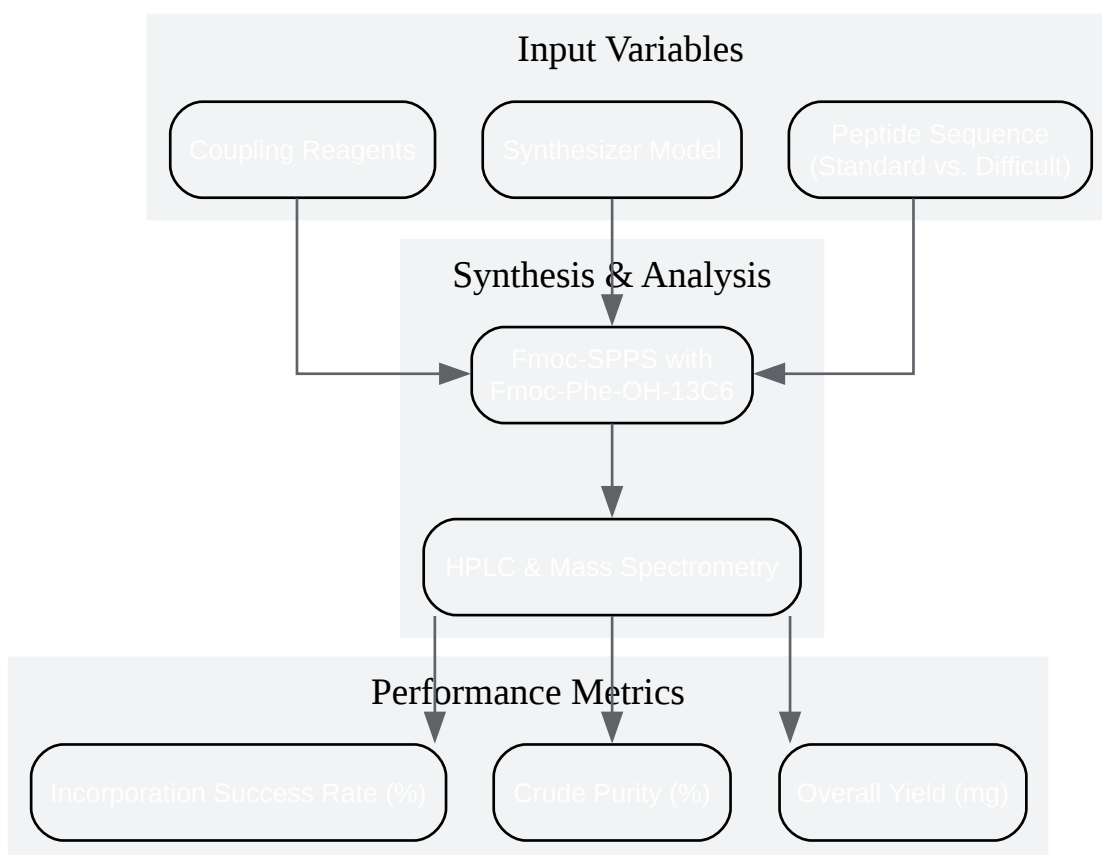 Input Variables
Coupling Reagents
Synthesizer Model
Peptide Sequence
(Standard vs. Difficult)
Synthesis & Analysis
Fmoc-SPPS with
Fmoc-Phe-OH-13C6
HPLC & Mass Spectrometry
Performance Metrics
Incorporation Success Rate (%)
Crude Purity (%)
Overall Yield (mg)